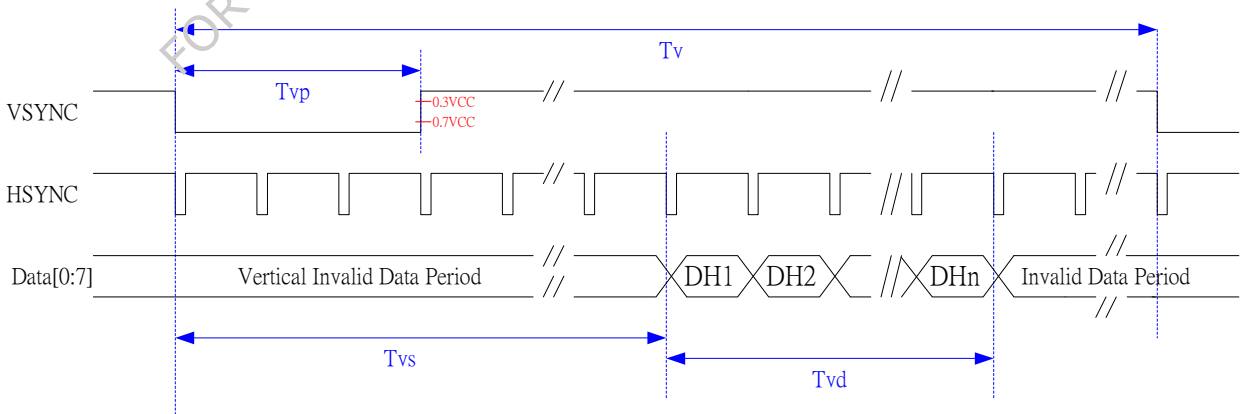 FOR
Tv
Tvp
0.3VCC
0.7VCC
VSYNC
HSYNC
Data[0:7]
Vertical Invalid Data Period
DH1
DH2
DHn
Invalid Data Period
Tvs
Tvd